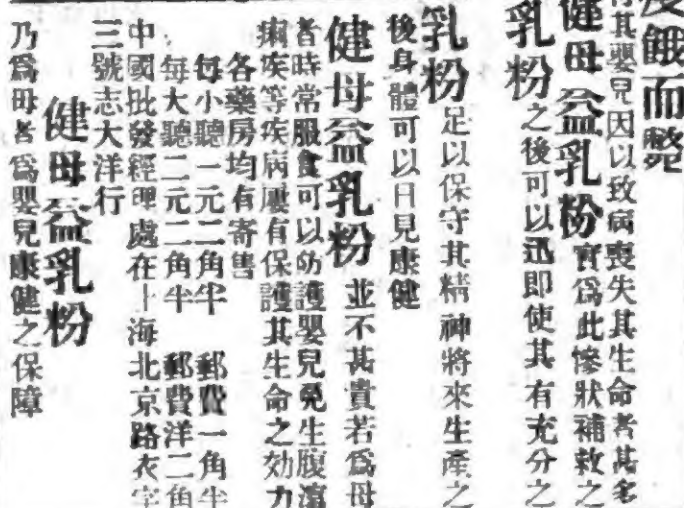 餓而斃
其嬰兒因以致病喪失其生命者甚多
健母益乳粉實爲此慘狀補救之
乳粉之後可以迅即使其有充分之
乳粉足以保守其精神將來生產之
後身體可以日見康健
健母益乳粉並不甚貴若爲母
者時常服食可以防護嬰兒免生腹瀉
痢疾等疾病屢有保護其生命之効力
各藥房均有寄售
每小聽一元二角半 郵費一角半
每大聽二元二角半 郵費洋二角
中國批發經理處在上海北京路衣字
三號志大洋行
健母益乳粉
乃爲母者爲嬰兒康健之保障